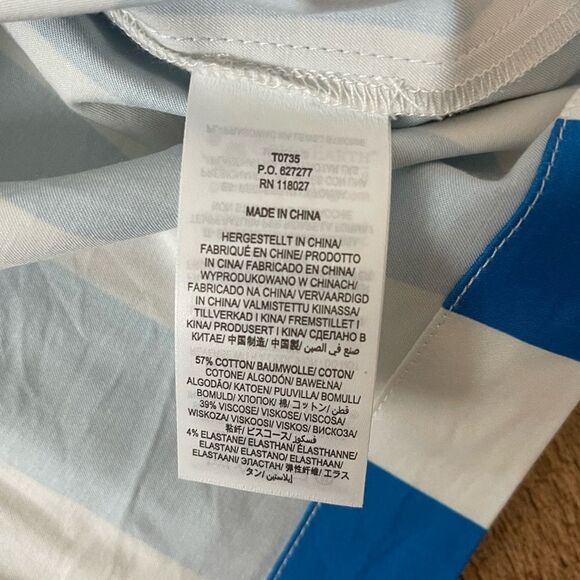 T0735
P.O. 627277
RN 118027
MADE IN CHINA
HERGESTELLT IN CHINA/
FABRIQUÉ EN CHINE/ PRODOTTO
IN CINA/ FABRICADO EN CHINA/
WYPRODUKOWANO W CHINACH/
FABRICADO NA CHINA/ VERVAARDIGD
IN CHINA/ VALMISTETTU KIINASSA/
TILLVERKAD I KINA/ FREMSTILLET I
KINA/ PRODUSERT I KINA/ СДЕЛАНО В
КИТАЕ/ 中国制造/ 中国製/ صنع في الصين
57% COTTON/ BAUMWOLLE/ COTON/
COTONE/ ALGODÓN/ BAWEŁNA/
ALGODÃO/ KATOEN/ PUUVILLA/ BOMULL/
BOMULD/ ХЛОПОК/ 棉/ コットン/ قطن
39% VISCOSE/ VISKOSE/ VISCOSA/
WISKOZA/ VISKOOSI/ VISKOS/ ВИСКОЗА/
粘纤/ ビスコース/ فسكوز
4% ELASTANE/ ELASTHAN/ ÉLASTHANNE/
ELASTAN/ ELASTANO/ ELASTAAN/
ELASTAANI/ ЭЛАСТАН/ 弹性纤维/ エラス
タン/ إيلاستين